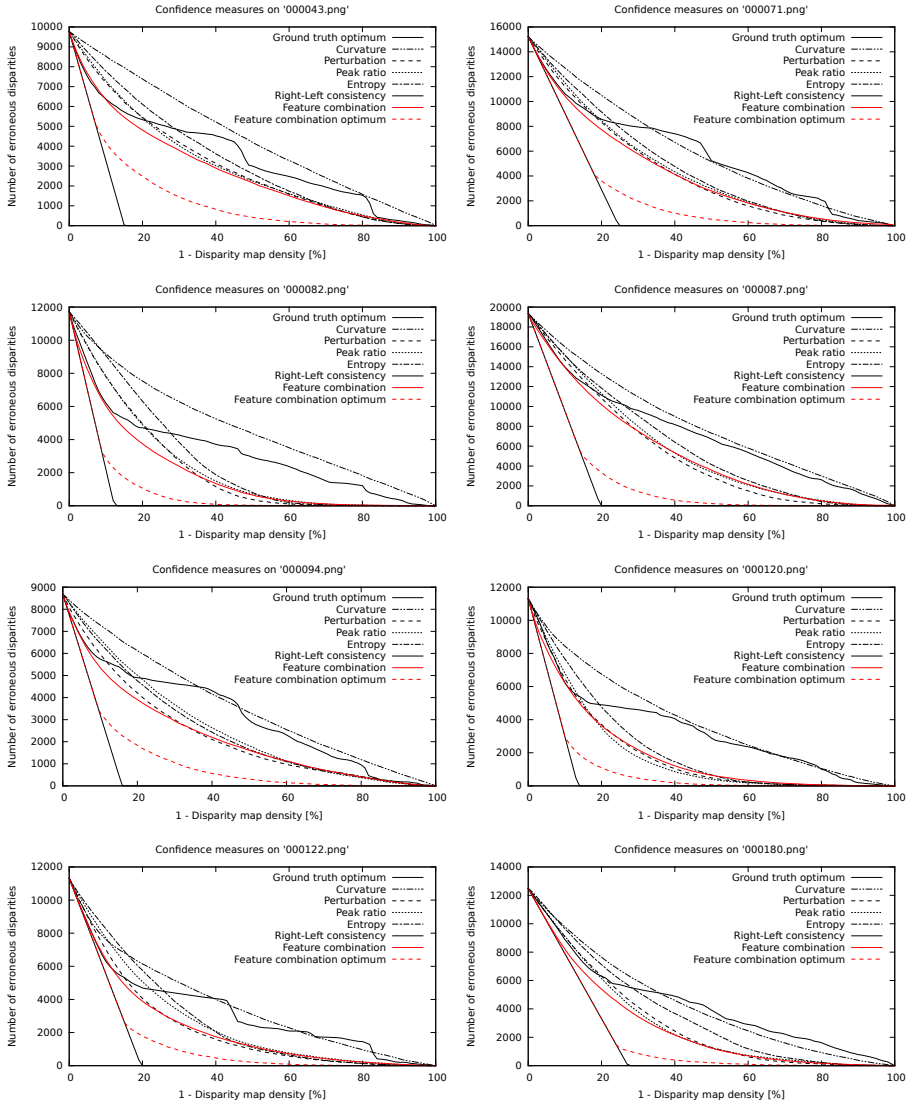 Confidence measures on '000043.png'
Number of erroneous disparities
10000
9000
8000
7000
6000
5000
4000
3000
2000
1000
0
Ground truth optimum
Curvature
Perturbation
Peak ratio
Entropy
Right-Left consistency
Feature combination
Feature combination optimum
0 20 40 60 80 100
1 - Disparity map density [%]
Confidence measures on '000071.png'
Number of erroneous disparities
16000
14000
12000
10000
8000
6000
4000
2000
0
Ground truth optimum
Curvature
Perturbation
Peak ratio
Entropy
Right-Left consistency
Feature combination
Feature combination optimum
0 20 40 60 80 100
1 - Disparity map density [%]
Confidence measures on '000082.png'
Number of erroneous disparities
12000
10000
8000
6000
4000
2000
0
Ground truth optimum
Curvature
Perturbation
Peak ratio
Entropy
Right-Left consistency
Feature combination
Feature combination optimum
0 20 40 60 80 100
1 - Disparity map density [%]
Confidence measures on '000087.png'
Number of erroneous disparities
20000
18000
16000
14000
12000
10000
8000
6000
4000
2000
0
Ground truth optimum
Curvature
Perturbation
Peak ratio
Entropy
Right-Left consistency
Feature combination
Feature combination optimum
0 20 40 60 80 100
1 - Disparity map density [%]
Confidence measures on '000094.png'
Number of erroneous disparities
9000
8000
7000
6000
5000
4000
3000
2000
1000
0
Ground truth optimum
Curvature
Perturbation
Peak ratio
Entropy
Right-Left consistency
Feature combination
Feature combination optimum
0 20 40 60 80 100
1 - Disparity map density [%]
Confidence measures on '000120.png'
Number of erroneous disparities
12000
10000
8000
6000
4000
2000
0
Ground truth optimum
Curvature
Perturbation
Peak ratio
Entropy
Right-Left consistency
Feature combination
Feature combination optimum
0 20 40 60 80 100
1 - Disparity map density [%]
Confidence measures on '000122.png'
Number of erroneous disparities
12000
10000
8000
6000
4000
2000
0
Ground truth optimum
Curvature
Perturbation
Peak ratio
Entropy
Right-Left consistency
Feature combination
Feature combination optimum
0 20 40 60 80 100
1 - Disparity map density [%]
Confidence measures on '000180.png'
Number of erroneous disparities
14000
12000
10000
8000
6000
4000
2000
0
Ground truth optimum
Curvature
Perturbation
Peak ratio
Entropy
Right-Left consistency
Feature combination
Feature combination optimum
0 20 40 60 80 100
1 - Disparity map density [%]